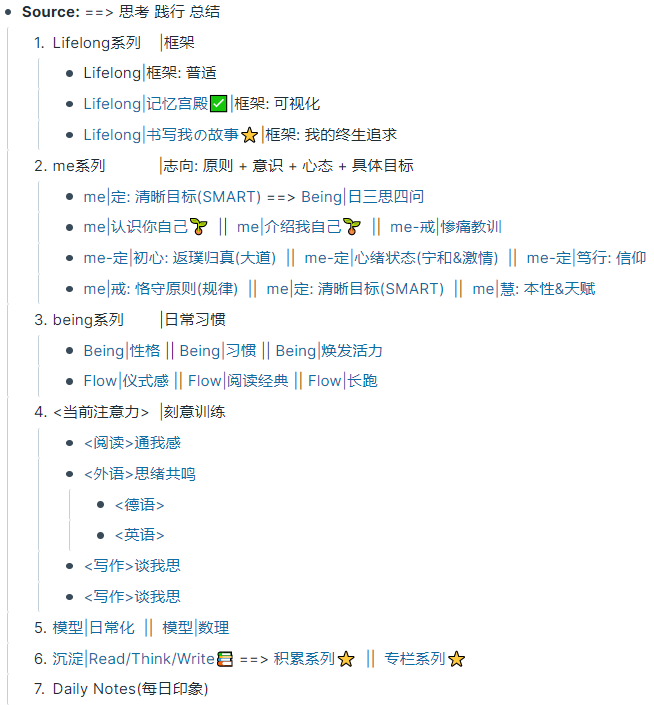 Source: ==> 思考 践行 总结
1. Lifelong系列 |框架
Lifelong|框架: 普适
Lifelong|记忆宫殿✅|框架: 可视化
Lifelong|书写我の故事⭐|框架: 我的终生追求
2. me系列 |志向: 原则 + 意识 + 心态 + 具体目标
me|定: 清晰目标(SMART) ==> Being|日三思四问
me|认识你自己🌱 || me|介绍我自己🌱 || me-戒|惨痛教训
me-定|初心: 返璞归真(大道) || me-定|心绪状态(宁和&激情) || me-定|笃行: 信仰
me|戒: 恪守原则(规律) || me|定: 清晰目标(SMART) || me|慧: 本性&天赋
3. being系列 |日常习惯
Being|性格 || Being|习惯 || Being|焕发活力
Flow|仪式感 || Flow|阅读经典 || Flow|长跑
4. <当前注意力> |刻意训练
<阅读>通我感
<外语>思绪共鸣
<德语>
<英语>
<写作>谈我思
<写作>谈我思
5. 模型|日常化 || 模型|数理
6. 沉淀|Read/Think/Write📚 ==> 积累系列⭐ || 专栏系列⭐
7. Daily Notes(每日印象)